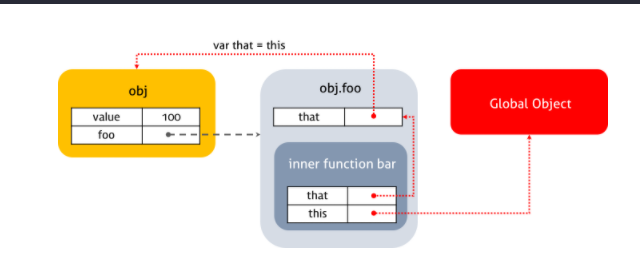 var that = this
obj
value 100
foo
obj.foo
that
inner function bar
that
this
Global Object